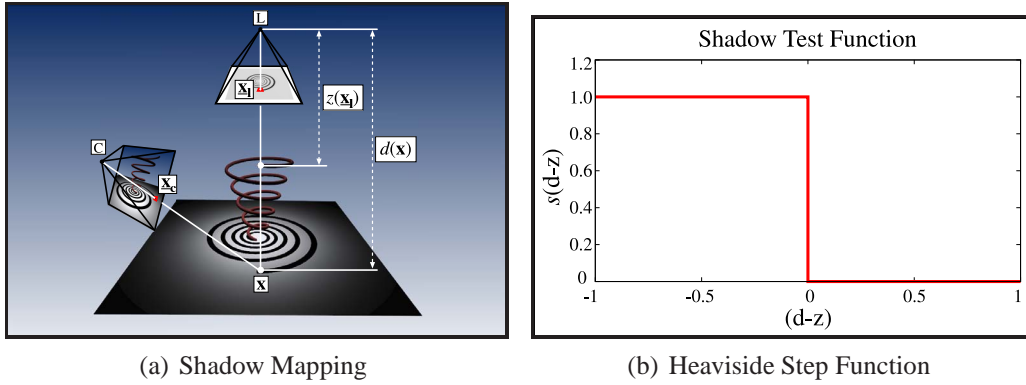 L
x_l
z(x_l)
d(x)
C
x_c
x
(a) Shadow Mapping
Shadow Test Function
1.2
1.0
0.8
0.6
0.4
0.2
0
s(d-z)
-1
-0.5
0
0.5
1
(d-z)
(b) Heaviside Step Function